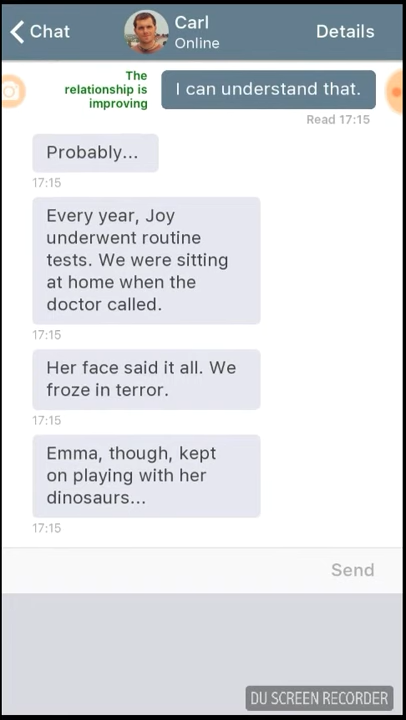 Chat
Carl
Online
Details
The
relationship is
improving
I can understand that.
Read 17:15
Probably...
17:15
Every year, Joy
underwent routine
tests. We were sitting
at home when the
doctor called.
17:15
Her face said it all. We
froze in terror.
17:15
Emma, though, kept
on playing with her
dinosaurs...
17:15
Send
DU SCREEN RECORDER